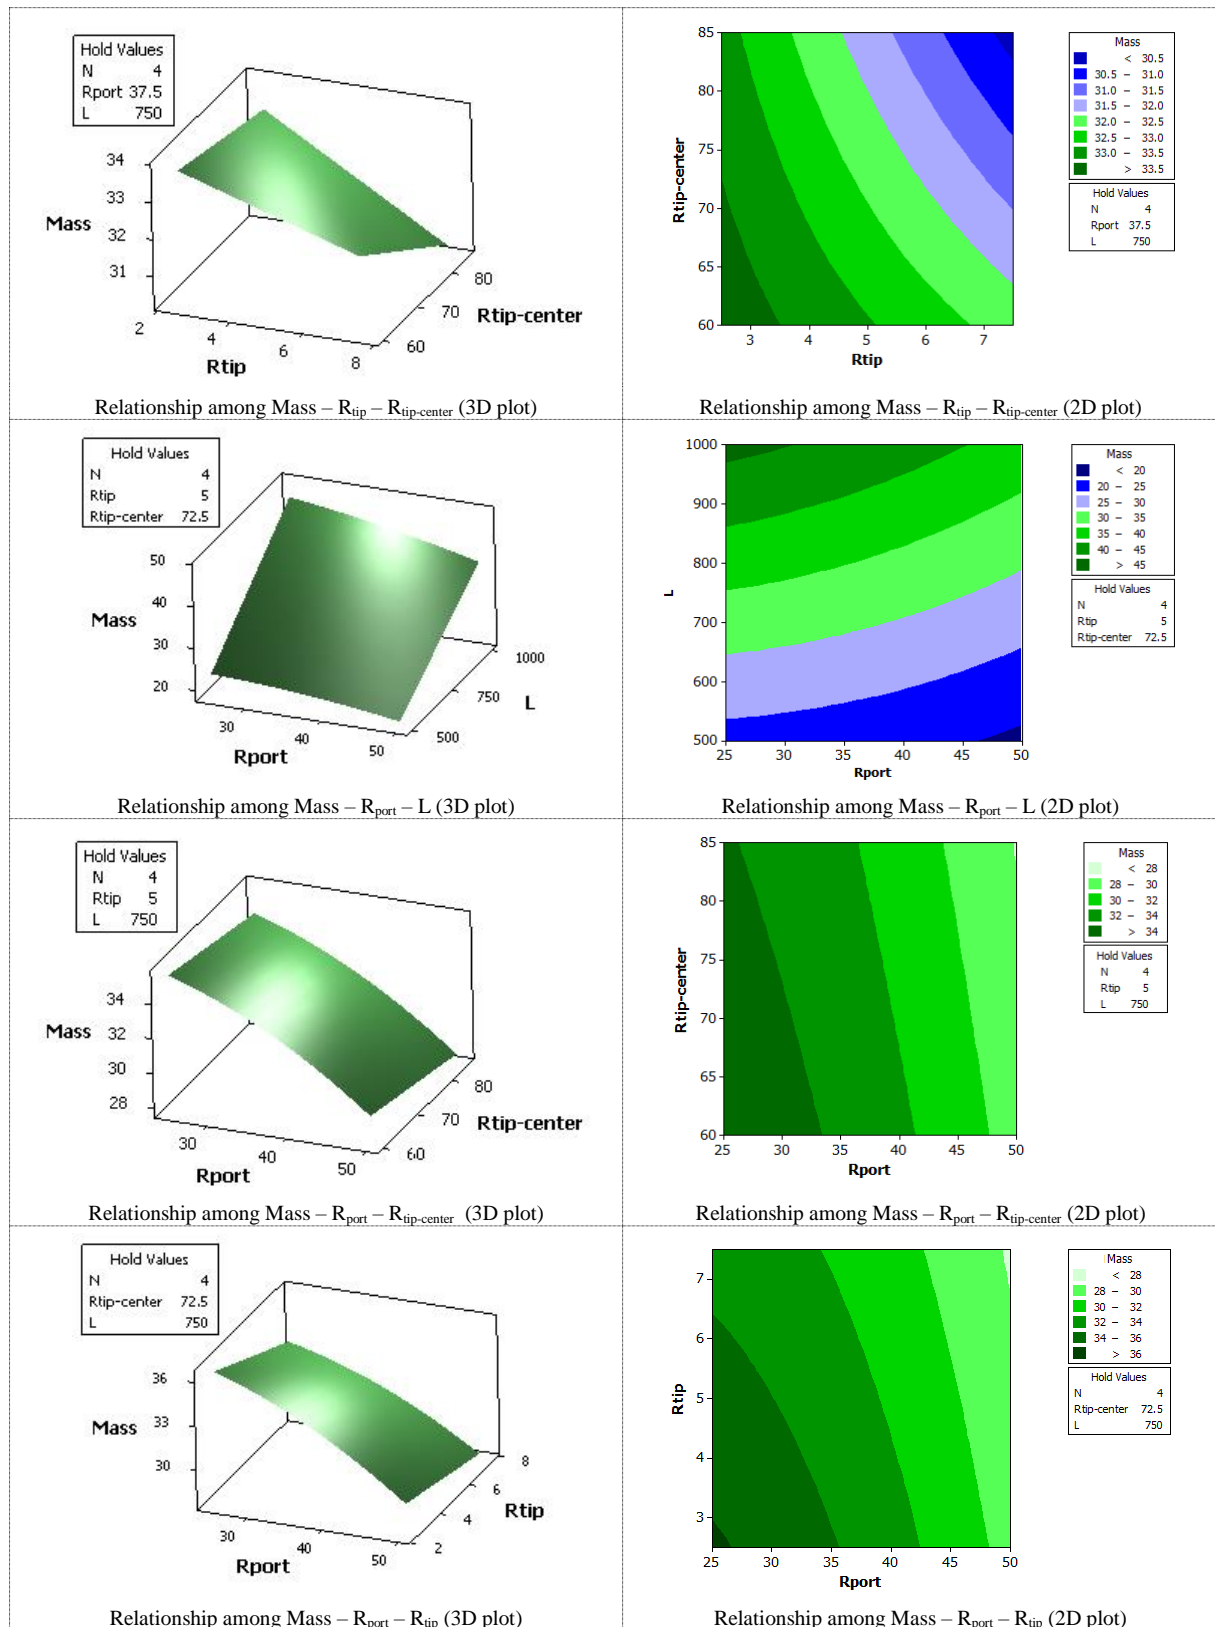 Hold Values
N 4
Rport 37.5
L 750
34
33
32
31
Mass
2
4
6
8
Rtip
60
70
80
Rtip-center
Relationship among Mass – Rtip – Rtip-center (3D plot)
85
80
75
70
65
60
Rtip-center
3 4 5 6 7
Rtip
Mass
< 30.5
30.5 – 31.0
31.0 – 31.5
31.5 – 32.0
32.0 – 32.5
32.5 – 33.0
33.0 – 33.5
> 33.5
Hold Values
N 4
Rport 37.5
L 750
Relationship among Mass – Rtip – Rtip-center (2D plot)
Hold Values
N 4
Rtip 5
Rtip-center 72.5
50
40
30
20
Mass
30
40
50
Rport
500
750
1000
L
Relationship among Mass – Rport – L (3D plot)
1000
900
800
700
600
500
L
25 30 35 40 45 50
Rport
Mass
< 20
20 – 25
25 – 30
30 – 35
35 – 40
40 – 45
> 45
Hold Values
N 4
Rtip 5
Rtip-center 72.5
Relationship among Mass – Rport – L (2D plot)
Hold Values
N 4
Rtip 5
L 750
34
32
30
28
Mass
30
40
50
Rport
60
70
80
Rtip-center
Relationship among Mass – Rport – Rtip-center (3D plot)
85
80
75
70
65
60
Rtip-center
25 30 35 40 45 50
Rport
Mass
< 28
28 – 30
30 – 32
32 – 34
> 34
Hold Values
N 4
Rtip 5
L 750
Relationship among Mass – Rport – Rtip-center (2D plot)
Hold Values
N 4
Rtip-center 72.5
L 750
36
33
30
Mass
30
40
50
Rport
2
4
6
8
Rtip
Relationship among Mass – Rport – Rtip (3D plot)
7
6
5
4
3
Rtip
25 30 35 40 45 50
Rport
Mass
< 28
28 – 30
30 – 32
32 – 34
34 – 36
> 36
Hold Values
N 4
Rtip-center 72.5
L 750
Relationship among Mass – Rport – Rtip (2D plot)